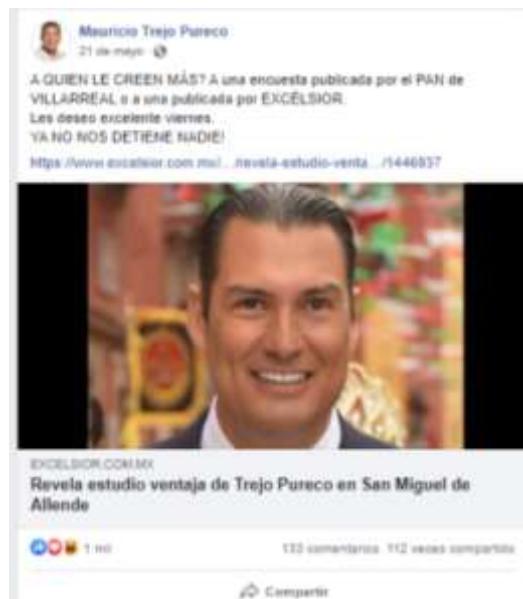 Mauricio Trejo Pureco
21 de mayo
A QUIEN LE CREEN MÁS? A una encuesta publicada por el PAN de
VILLARREAL o a una publicada por EXCÉLSIOR.
Les deseo excelente viernes.
YA NO NOS DETIENE NADIE!
https://www.excelsior.com.mx/.../revela-estudio-venta.../1446937
EXCELSIOR.COM.MX
Revela estudio ventaja de Trejo Pureco en San Miguel de
Allende
1 mil
133 comentarios 112 veces compartido
Compartir